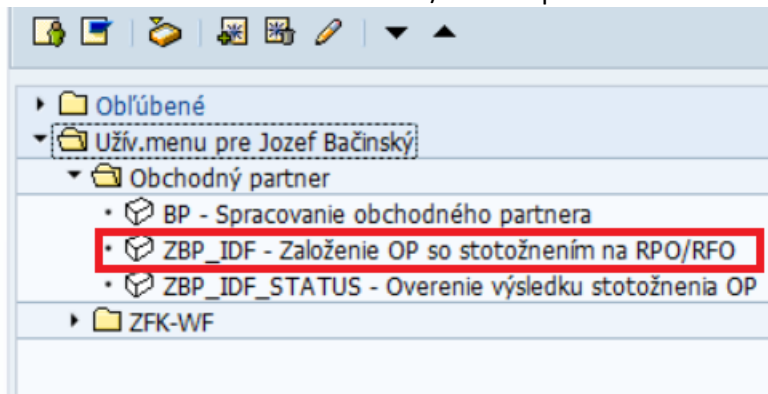 Obľúbené
Užív.menu pre Jozef Bačinský
Obchodný partner
BP - Spracovanie obchodného partnera
ZBP_IDF - Založenie OP so stotožnením na RPO/RFO
ZBP_IDF_STATUS - Overenie výsledku stotožnenia OP
ZFK-WF